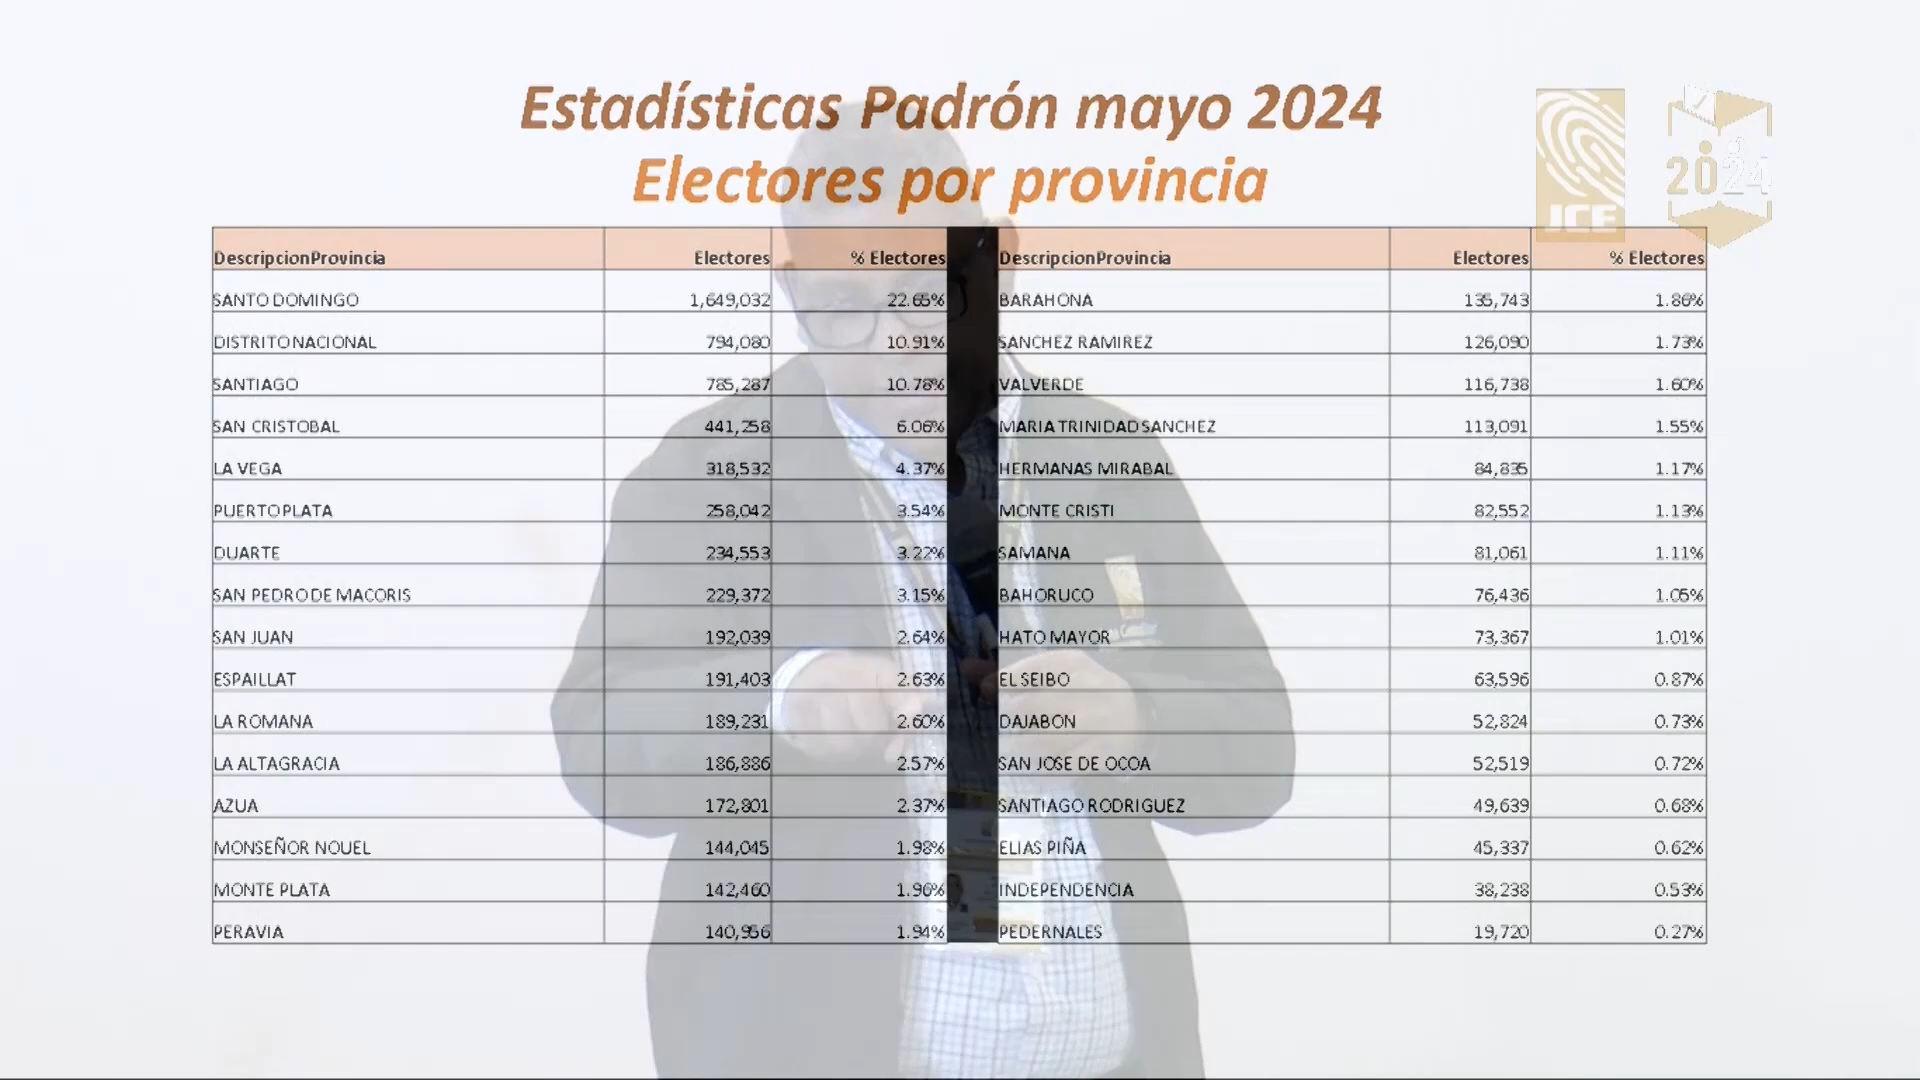 Estadísticas Padrón mayo 2024
Electores por provincia
JCE
2024
DescripcionProvincia Electores % Electores
SANTO DOMINGO 1,649,032 22.65%
DISTRITO NACIONAL 794,080 10.91%
SANTIAGO 785,287 10.78%
SAN CRISTOBAL 441,258 6.06%
LA VEGA 318,532 4.37%
PUERTO PLATA 258,042 3.54%
DUARTE 234,553 3.22%
SAN PEDRO DE MACORIS 229,372 3.15%
SAN JUAN 192,039 2.64%
ESPAILLAT 191,403 2.63%
LA ROMANA 189,231 2.60%
LA ALTAGRACIA 186,886 2.57%
AZUA 172,801 2.37%
MONSEÑOR NOUEL 144,045 1.98%
MONTE PLATA 142,460 1.96%
PERAVIA 140,956 1.94%
DescripcionProvincia Electores % Electores
BARAHONA 135,743 1.86%
SANCHEZ RAMIREZ 126,090 1.73%
VALVERDE 116,738 1.60%
MARIA TRINIDAD SANCHEZ 113,091 1.55%
HERMANAS MIRABAL 84,835 1.17%
MONTE CRISTI 82,552 1.13%
SAMANA 81,061 1.11%
BAHORUCO 76,436 1.05%
HATO MAYOR 73,367 1.01%
EL SEIBO 63,596 0.87%
DAJABON 52,824 0.73%
SAN JOSE DE OCOA 52,519 0.72%
SANTIAGO RODRIGUEZ 49,639 0.68%
ELIAS PIÑA 45,337 0.62%
INDEPENDENCIA 38,238 0.53%
PEDERNALES 19,720 0.27%